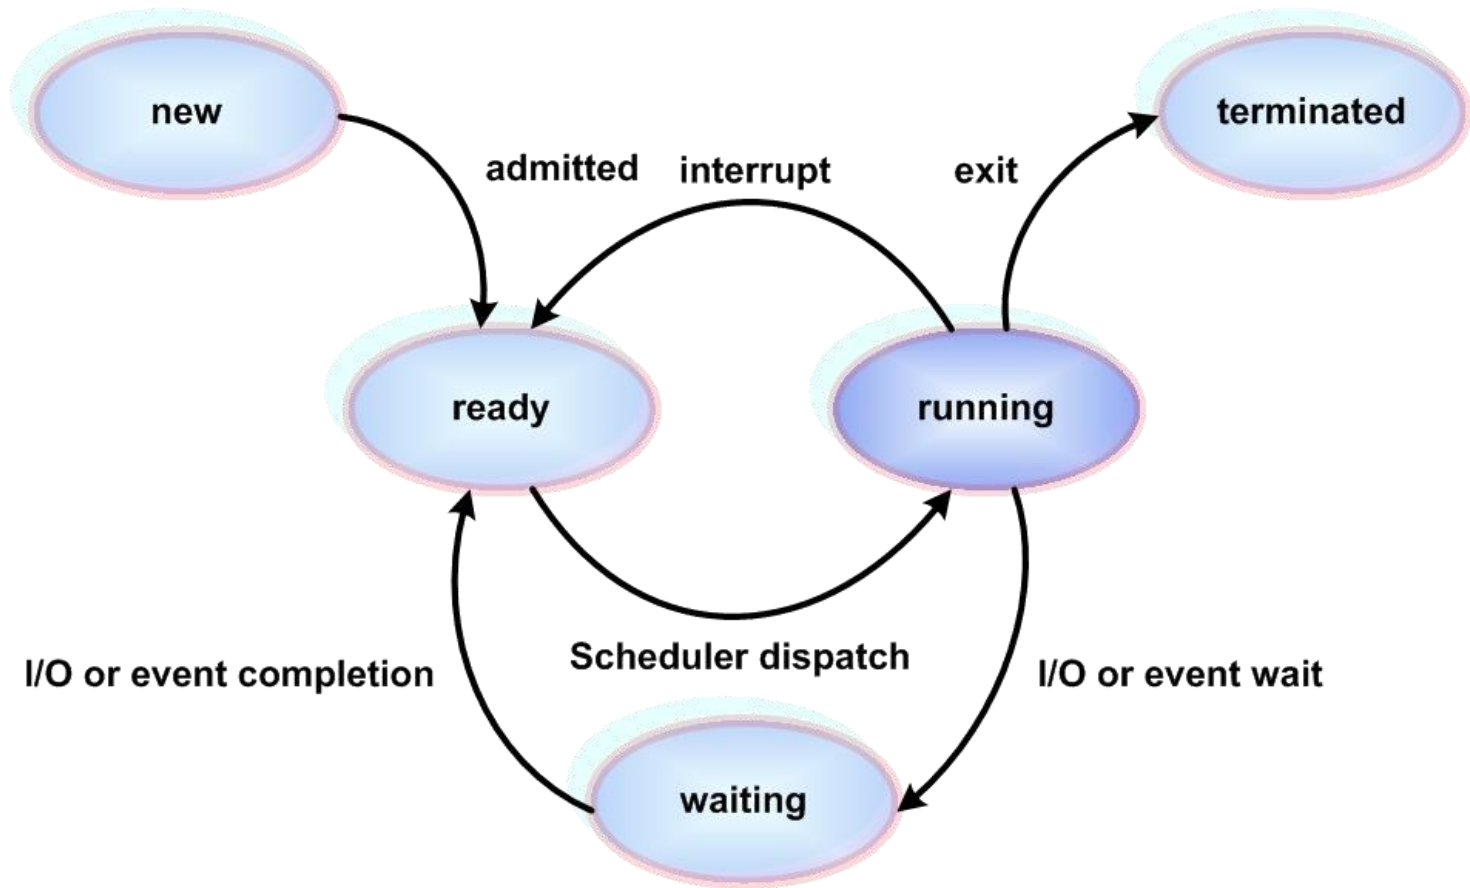 new
terminated
admitted
interrupt
exit
ready
running
Scheduler dispatch
I/O or event completion
I/O or event wait
waiting